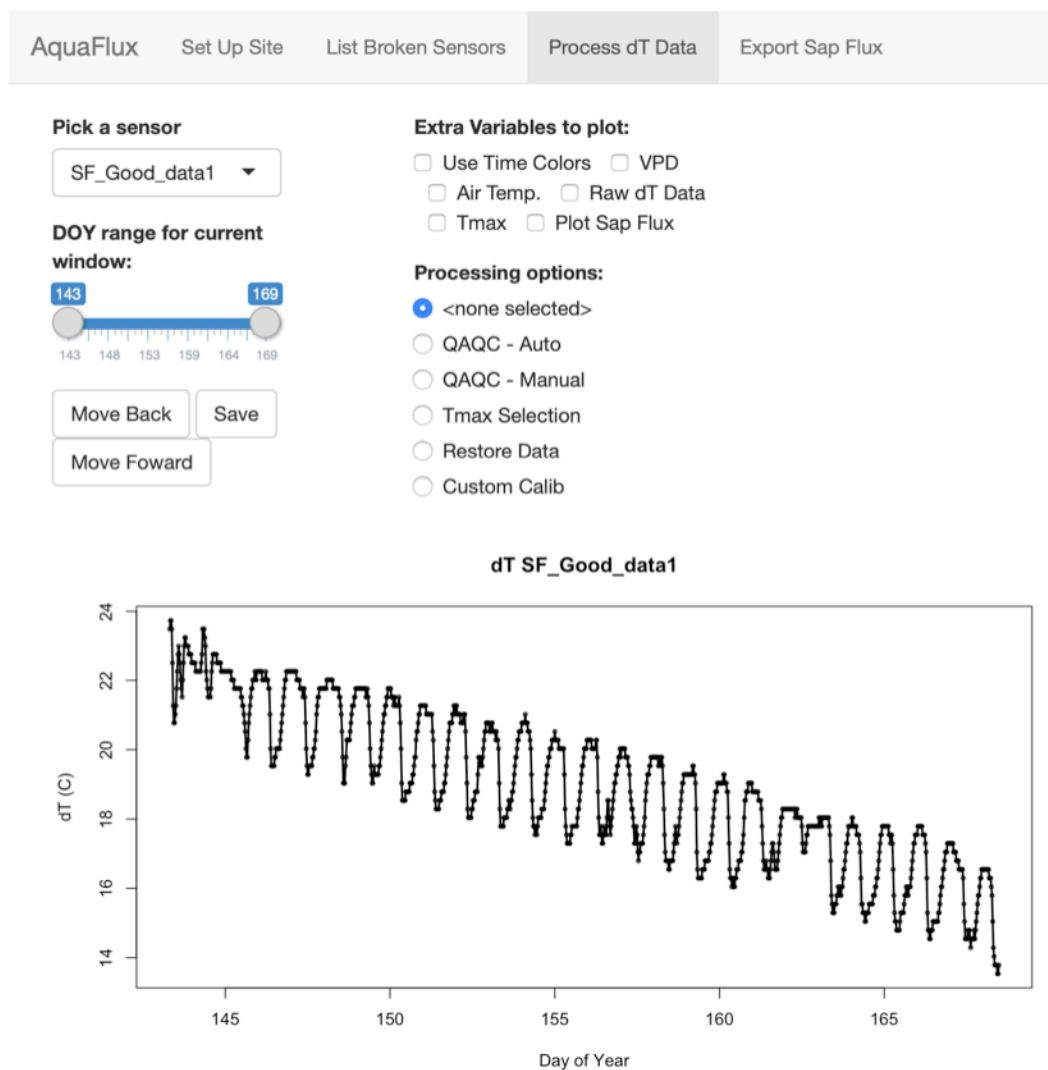 AquaFlux Set Up Site List Broken Sensors Process dT Data Export Sap Flux
Pick a sensor
SF_Good_data1
DOY range for current
window:
143 169
143 148 153 159 164 169
Move Back Save
Move Foward
Extra Variables to plot:
Use Time Colors VPD
Air Temp. Raw dT Data
Tmax Plot Sap Flux
Processing options:
<none selected>
QAQC - Auto
QAQC - Manual
Tmax Selection
Restore Data
Custom Calib
dT SF_Good_data1
dT (C)
24
22
20
18
16
14
145 150 155 160 165
Day of Year